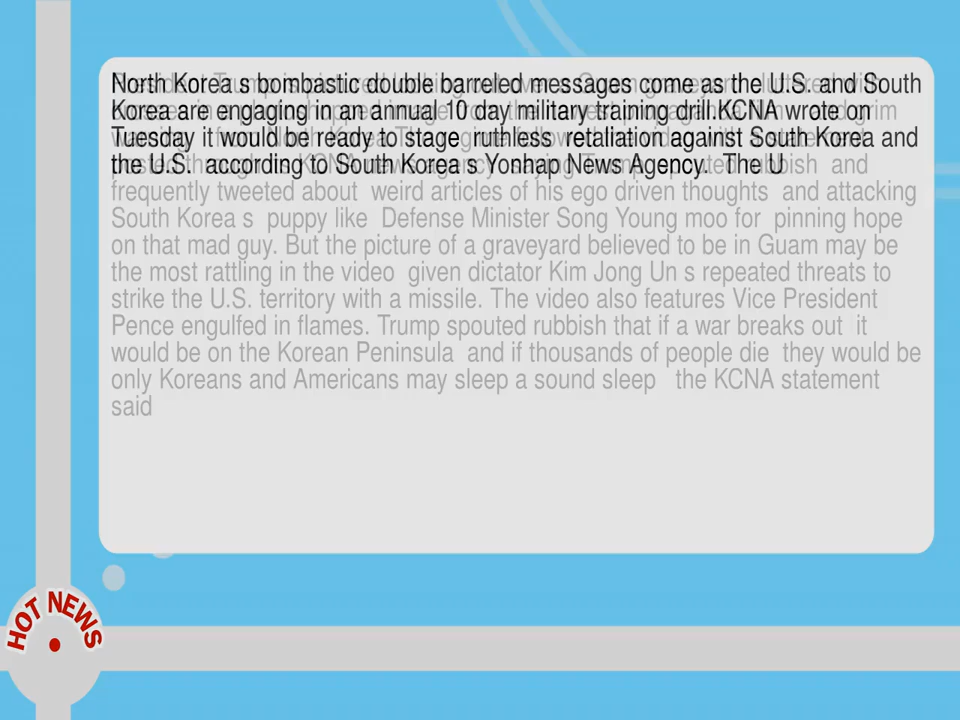 North Korea s bombastic double barreled messages come as the U.S. and South
Korea are engaging in an annual 10 day military training drill.KCNA wrote on
Tuesday it would be ready to stage ruthless retaliation against South Korea and
the U.S. according to South Korea s Yoshap News Agency. The U
rubbish and
frequently tweeted about weird articles of his ego driven thoughts and attacking
South Korea s puppy like Defense Minister Song Young moo for pinning hope
on that mad guy. But the picture of a graveyard believed to be in Guam may be
the most rattling in the video given dictator Kim Jong Un s repeated threats to
strike the U.S. territory with a missile. The video also features Vice President
Pence engulfed in flames. Trump spouted rubbish that if a war breaks out it
would be on the Korean Peninsula and if thousands of people die they would be
only Koreans and Americans may sleep a sound sleep the KCNA statement
said
HOT NEWS